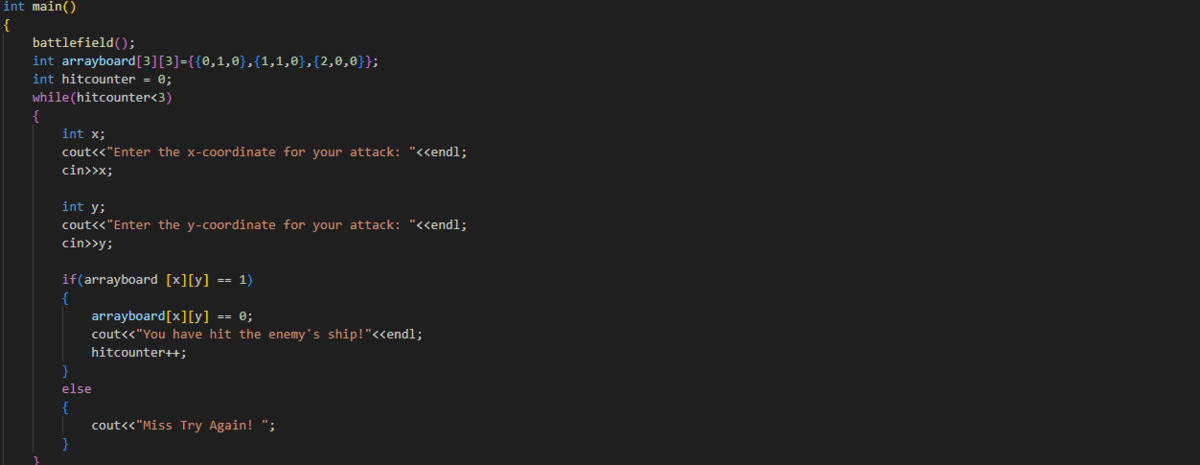 int main()
{
battlefield();
int arrayboard[3][3]={{0,1,0},{1,1,0},{2,0,0}};
int hitcounter = 0;
while(hitcounter<3)
{
int x;
cout<<"Enter the x-coordinate for your attack: "<<endl;
cin>>x;
int y;
cout<<"Enter the y-coordinate for your attack: "<<endl;
cin>>y;
if(arrayboard [x][y] == 1)
{
arrayboard[x][y] == 0;
cout<<"You have hit the enemy's ship!"<<endl;
hitcounter++;
}
else
{
cout<<"Miss Try Again! ";
}
}